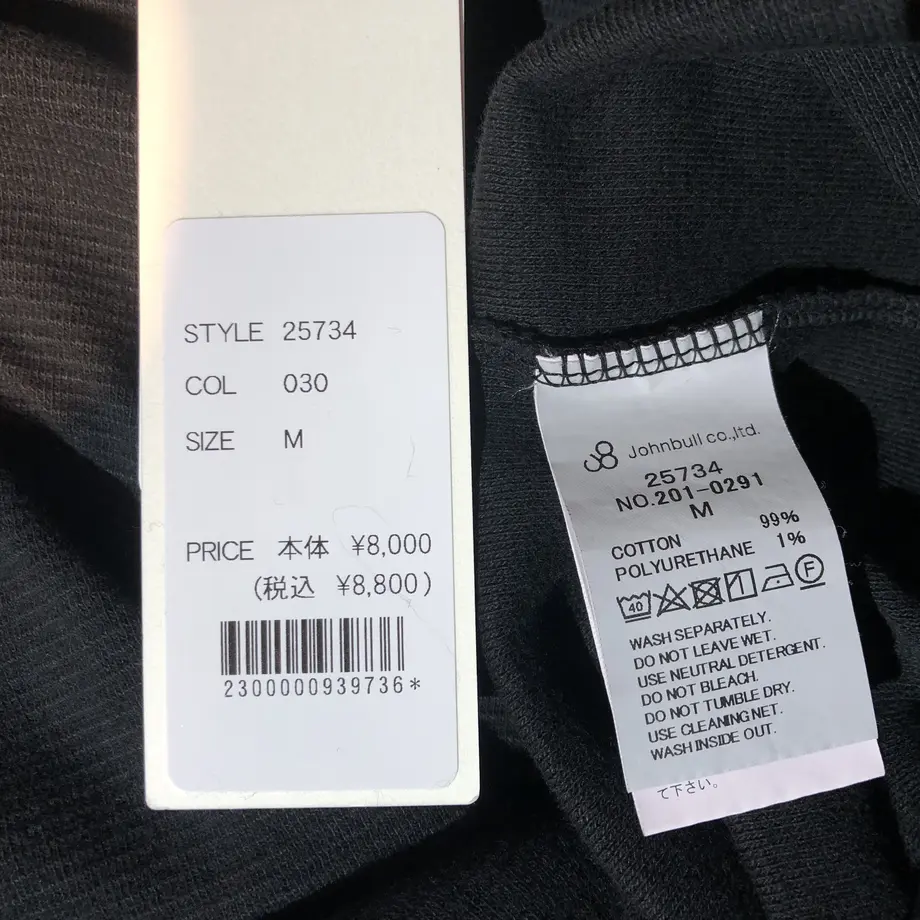 STYLE 25734
COL 030
SIZE M
PRICE 本体 ¥8,000
(税込 ¥8,800)
2300000939736*
Johnbull co.,ltd.
25734
NO.201-0291
M
COTTON 99%
POLYURETHANE 1%
40 F
WASH SEPARATELY.
DO NOT LEAVE WET.
USE NEUTRAL DETERGENT.
DO NOT BLEACH.
DO NOT TUMBLE DRY.
USE CLEANING NET.
WASH INSIDE OUT.
て下さい。